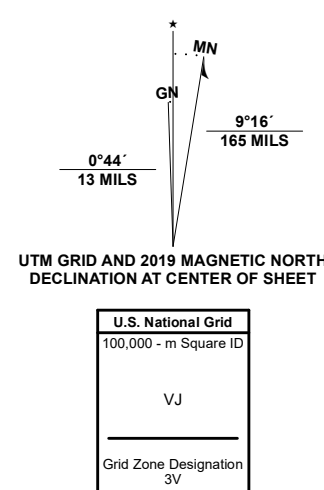 ★
MN
GN
9°16´
165 MILS
0°44´
13 MILS
UTM GRID AND 2019 MAGNETIC NORTH
DECLINATION AT CENTER OF SHEET
U.S. National Grid
100,000 - m Square ID
VJ
Grid Zone Designation
3V